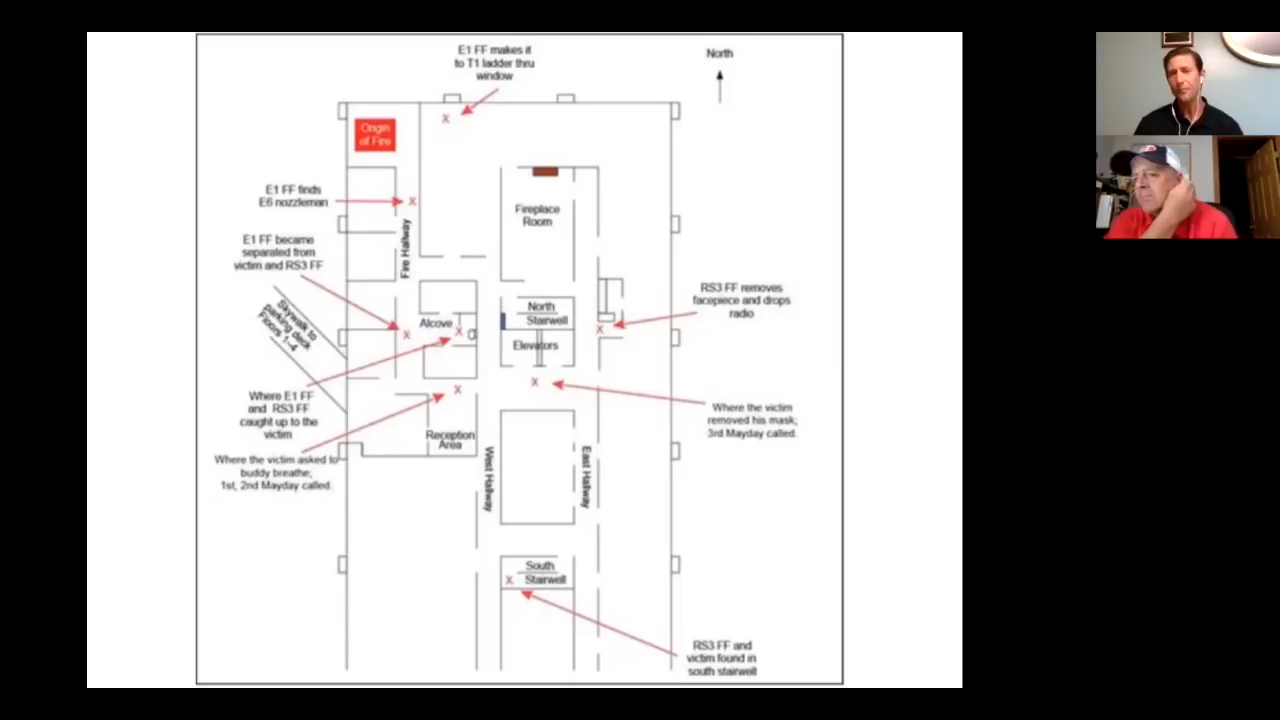 E1 FF makes it
to T1 ladder thru
window
North
Origin
of Fire
E1 FF finds
E6 nozzleman
Fireplace
Room
Fire Hallway
E1 FF became
separated from
victim and RS3 FF
Skywalk to
parking deck
Floors 1-4
Alcove
North
Stairwell
Elevators
RS3 FF removes
facepiece and drops
radio
Where E1 FF
and RS3 FF
caught up to the
victim
Where the victim
removed his mask;
3rd Mayday called.
Reception
Area
Where the victim asked to
buddy breathe;
1st, 2nd Mayday called.
West Hallway
East Hallway
South
Stairwell
RS3 FF and
victim found in
south stairwell
X
X
X
X
X
X
X
X